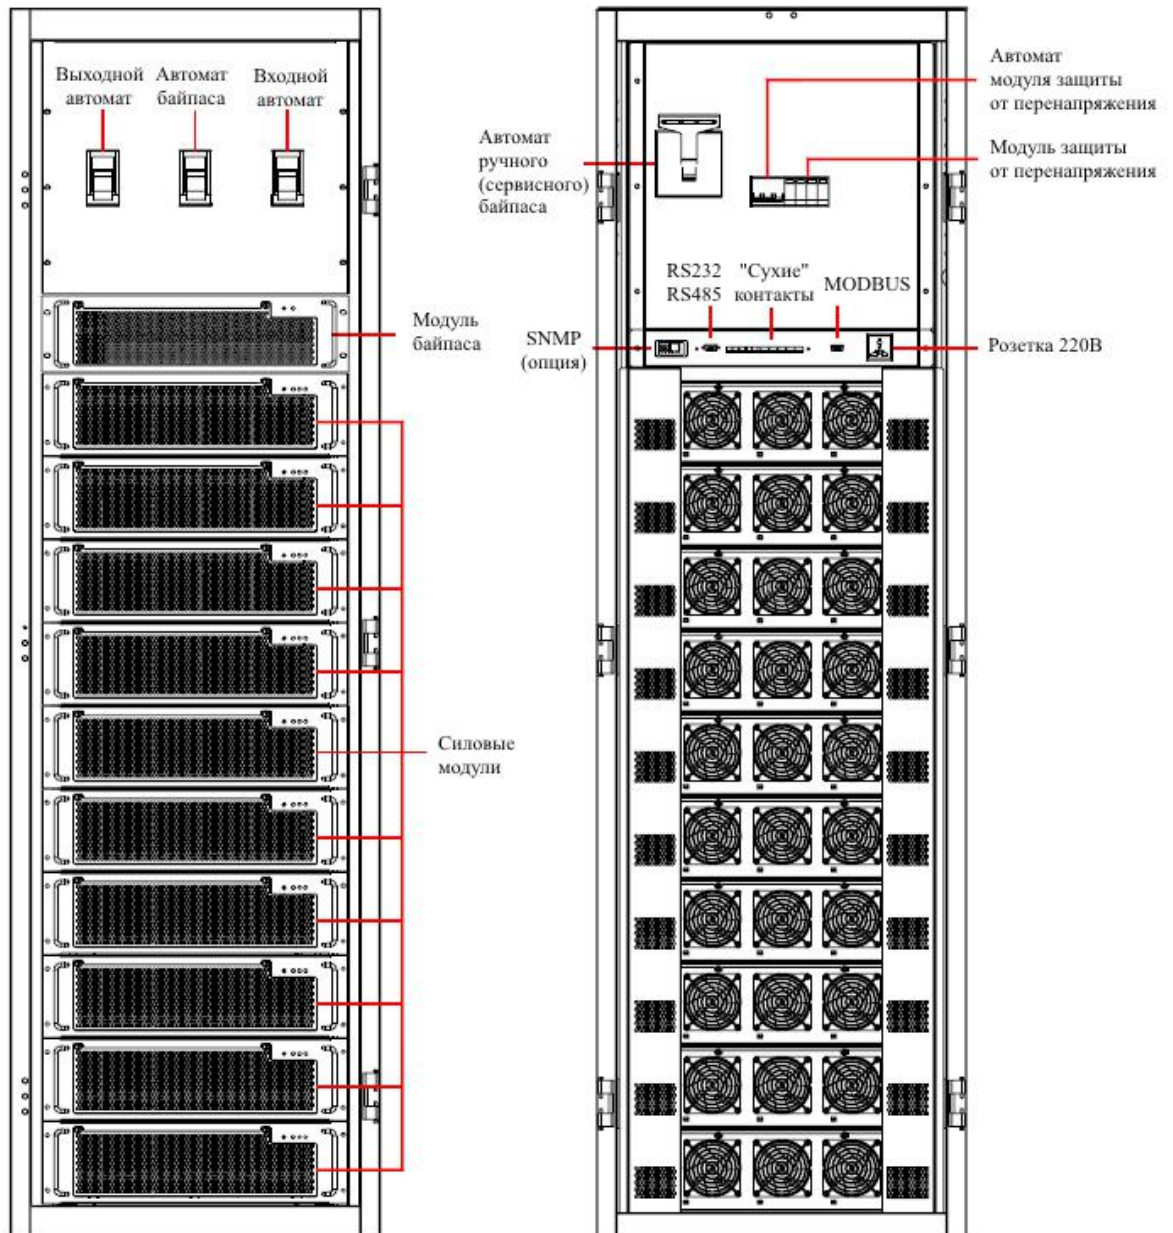 Выходной
автомат
Автомат
байпаса
Входной
автомат
Модуль
байпаса
Силовые
модули
Автомат
модуля защиты
от перенапряжения
Автомат
ручного
(сервисного)
байпаса
Модуль защиты
от перенапряжения
RS232
RS485
"Сухие"
контакты
MODBUS
SNMP
(опция)
Розетка 220В